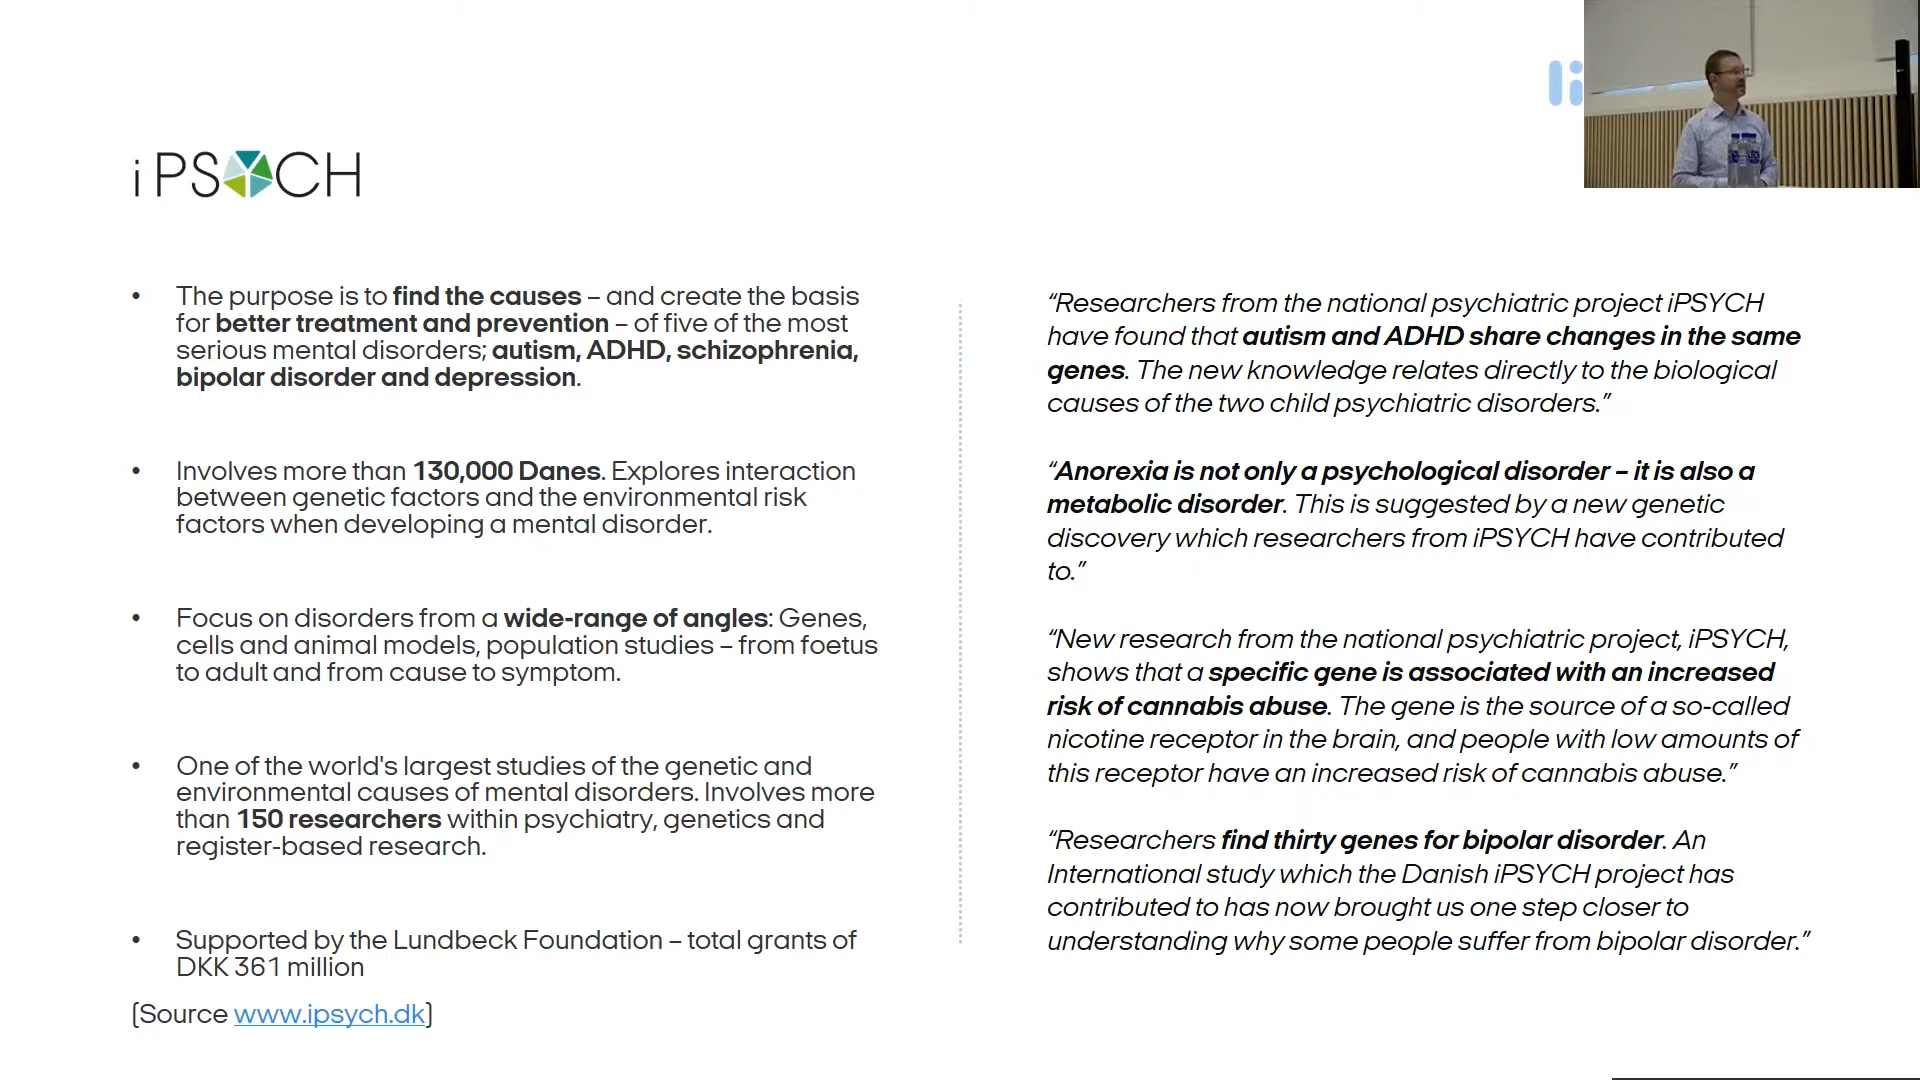 iPSYCH
• The purpose is to find the causes – and create the basis
for better treatment and prevention – of five of the most
serious mental disorders; autism, ADHD, schizophrenia,
bipolar disorder and depression.
• Involves more than 130,000 Danes. Explores interaction
between genetic factors and the environmental risk
factors when developing a mental disorder.
• Focus on disorders from a wide-range of angles: Genes,
cells and animal models, population studies – from foetus
to adult and from cause to symptom.
• One of the world's largest studies of the genetic and
environmental causes of mental disorders. Involves more
than 150 researchers within psychiatry, genetics and
register-based research.
• Supported by the Lundbeck Foundation – total grants of
DKK 361 million
(Source www.ipsych.dk)
“Researchers from the national psychiatric project iPSYCH
have found that autism and ADHD share changes in the same
genes. The new knowledge relates directly to the biological
causes of the two child psychiatric disorders.”
“Anorexia is not only a psychological disorder – it is also a
metabolic disorder. This is suggested by a new genetic
discovery which researchers from iPSYCH have contributed
to.”
“New research from the national psychiatric project, iPSYCH,
shows that a specific gene is associated with an increased
risk of cannabis abuse. The gene is the source of a so-called
nicotine receptor in the brain, and people with low amounts of
this receptor have an increased risk of cannabis abuse.”
“Researchers find thirty genes for bipolar disorder. An
International study which the Danish iPSYCH project has
contributed to has now brought us one step closer to
understanding why some people suffer from bipolar disorder.”